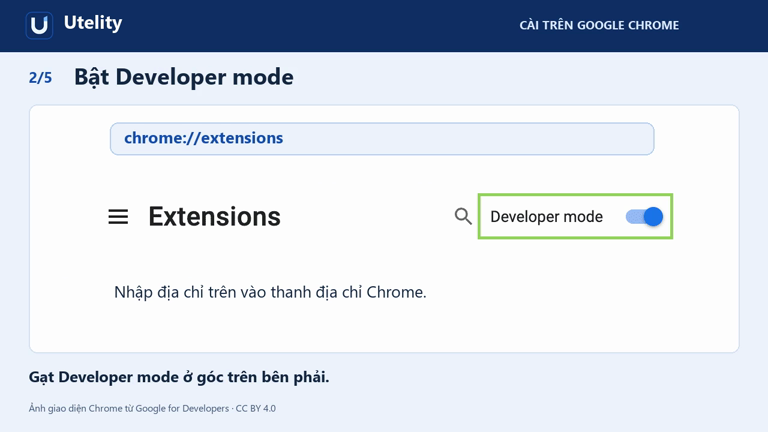 Utelity
CÀI TRÊN GOOGLE CHROME
2/5 Bật Developer mode
chrome://extensions
Extensions
Developer mode
Nhập địa chỉ trên vào thanh địa chỉ Chrome.
Gạt Developer mode ở góc trên bên phải.
Ảnh giao diện Chrome từ Google for Developers · CC BY 4.0